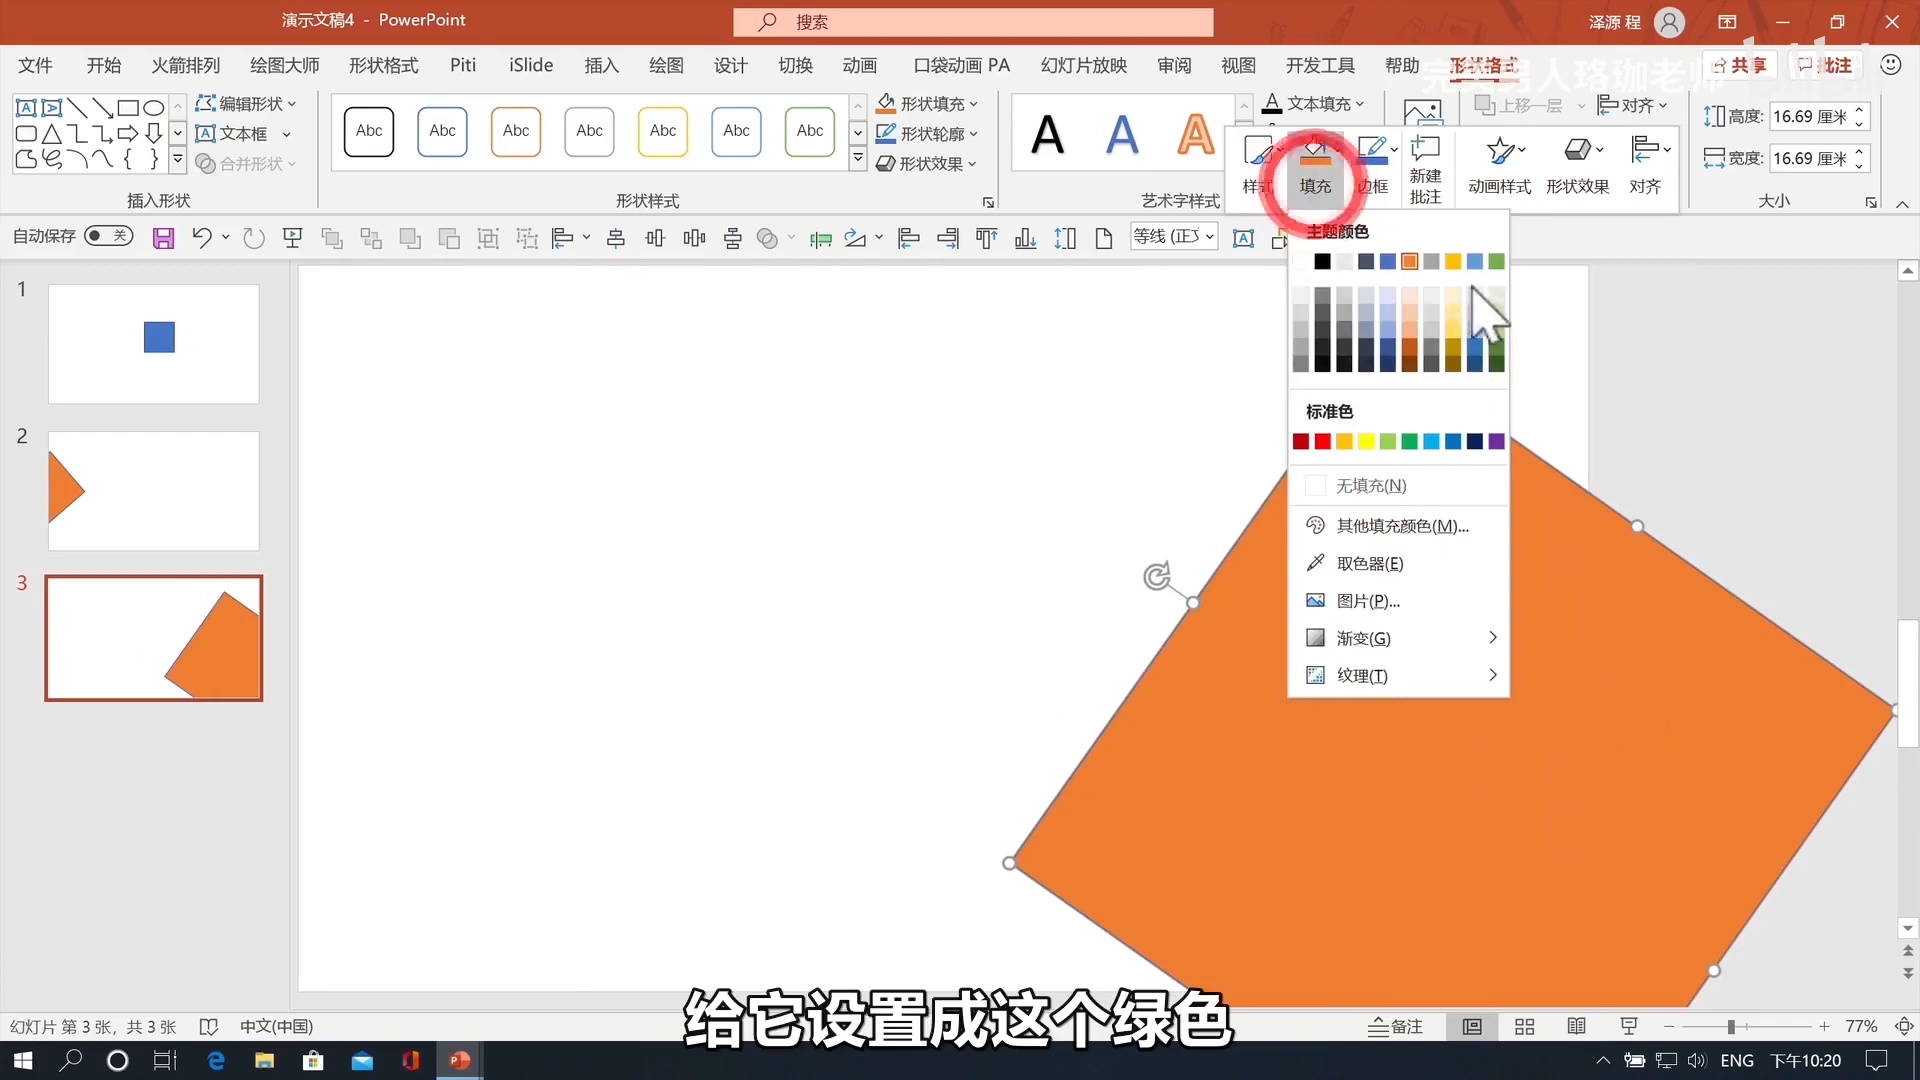 演示文稿4 - PowerPoint
搜索
泽源 程
文件 开始 火箭排列 绘图大师 形状格式 Piti iSlide 插入 绘图 设计 切换 动画 口袋动画 PA 幻灯片放映 审阅 视图 开发工具 帮助 形状格式 共享 批注
完美男人珞珈老师
编辑形状
文本框
合并形状
插入形状
Abc Abc Abc Abc Abc Abc Abc
形状填充
形状轮廓
形状效果
形状样式
A A A
文本填充
艺术字样式
上移一层 对齐
高度: 16.69 厘米
宽度: 16.69 厘米
大小
样式 填充 边框 新建
批注 动画样式 形状效果 对齐
自动保存 关
等线 (正文
主题颜色
标准色
无填充(N)
其他填充颜色(M)...
取色器(E)
图片(P)...
渐变(G)
纹理(T)
1
2
3
给它设置成这个绿色
幻灯片 第 3 张，共 3 张 中文(中国)
备注 77%
ENG 下午10:20